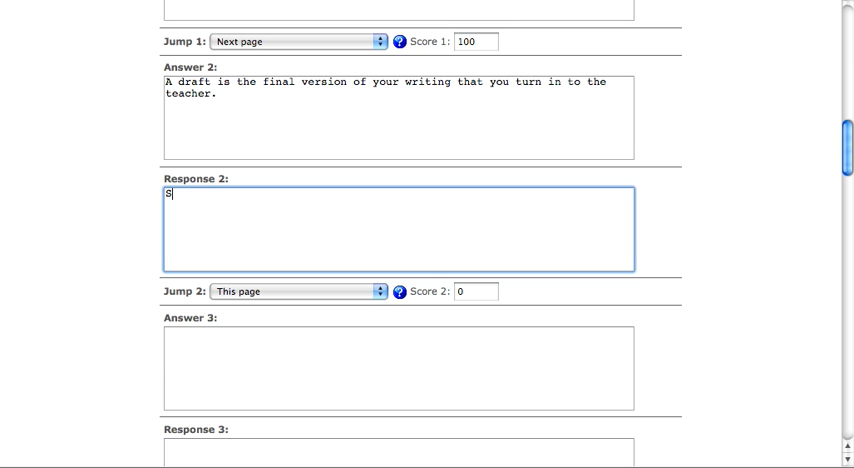 Jump 1: Next page ? Score 1: 100
Answer 2:
A draft is the final version of your writing that you turn in to the
teacher.
Response 2:
S
Jump 2: This page ? Score 2: 0
Answer 3:
Response 3: